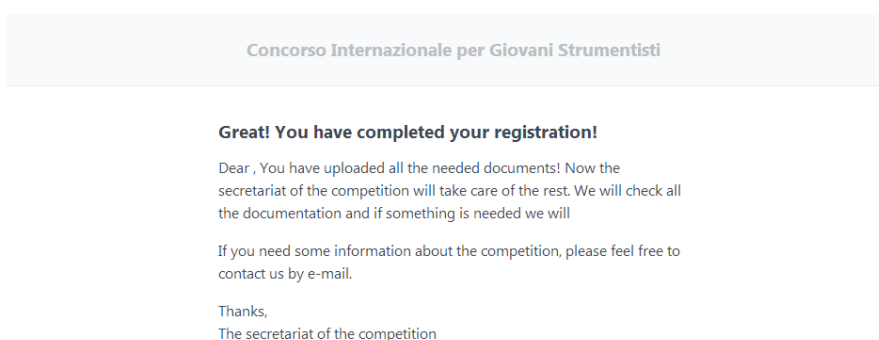 Concorso Internazionale per Giovani Strumentisti
Great! You have completed your registration!
Dear , You have uploaded all the needed documents! Now the
secretariat of the competition will take care of the rest. We will check all
the documentation and if something is needed we will
If you need some information about the competition, please feel free to
contact us by e-mail.
Thanks,
The secretariat of the competition